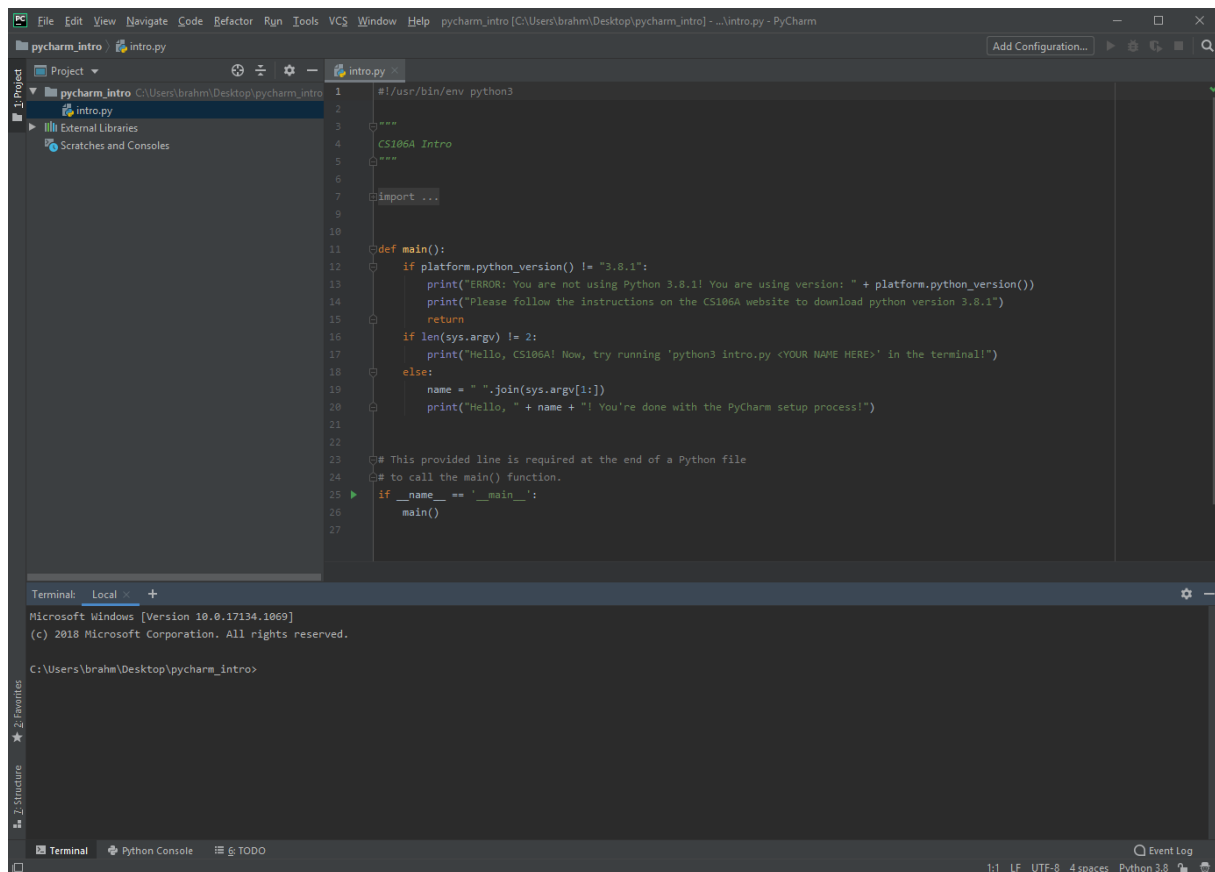 PC File Edit View Navigate Code Refactor Run Tools VCS Window Help pycharm_intro [C:\Users\brahm\Desktop\pycharm_intro] - ...\intro.py - PyCharm
pycharm_intro intro.py Add Configuration...
1: Project
Project
intro.py
pycharm_intro C:\Users\brahm\Desktop\pycharm_intro
intro.py
External Libraries
Scratches and Consoles
1 #!/usr/bin/env python3
2
3 """
4 CS106A Intro
5 """
6
7 import ...
9
10
11 def main():
12     if platform.python_version() != "3.8.1":
13         print("ERROR: You are not using Python 3.8.1! You are using version: " + platform.python_version())
14         print("Please follow the instructions on the CS106A website to download python version 3.8.1")
15         return
16     if len(sys.argv) != 2:
17         print("Hello, CS106A! Now, try running 'python3 intro.py <YOUR NAME HERE>' in the terminal!")
18     else:
19         name = " ".join(sys.argv[1:])
20         print("Hello, " + name + "! You're done with the PyCharm setup process!")
21
22
23 # This provided line is required at the end of a Python file
24 # to call the main() function.
25 if __name__ == '__main__':
26     main()
27
Terminal: Local +
Microsoft Windows [Version 10.0.17134.1069]
(c) 2018 Microsoft Corporation. All rights reserved.
C:\Users\brahm\Desktop\pycharm_intro>
2: Favorites
7: Structure
Terminal Python Console 6: TODO Event Log
1:1 LF UTF-8 4 spaces Python 3.8